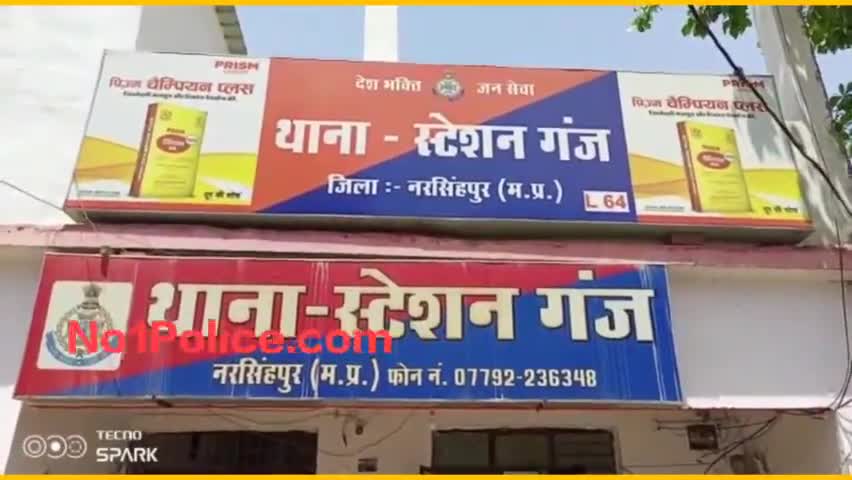 PRISM
प्रिज़्म चैम्पियन प्लस
देश भक्ति जन सेवा
थाना - स्टेशन गंज
जिला :- नरसिंहपुर (म.प्र.)
L 64
प्रिज़्म चैम्पियन प्लस
दूर की सोच
दूर की सोच
थाना-स्टेशन गंज
No1Police.com
नरसिंहपुर (म.प्र.) फोन नं. 07792-236348
TECNO
SPARK